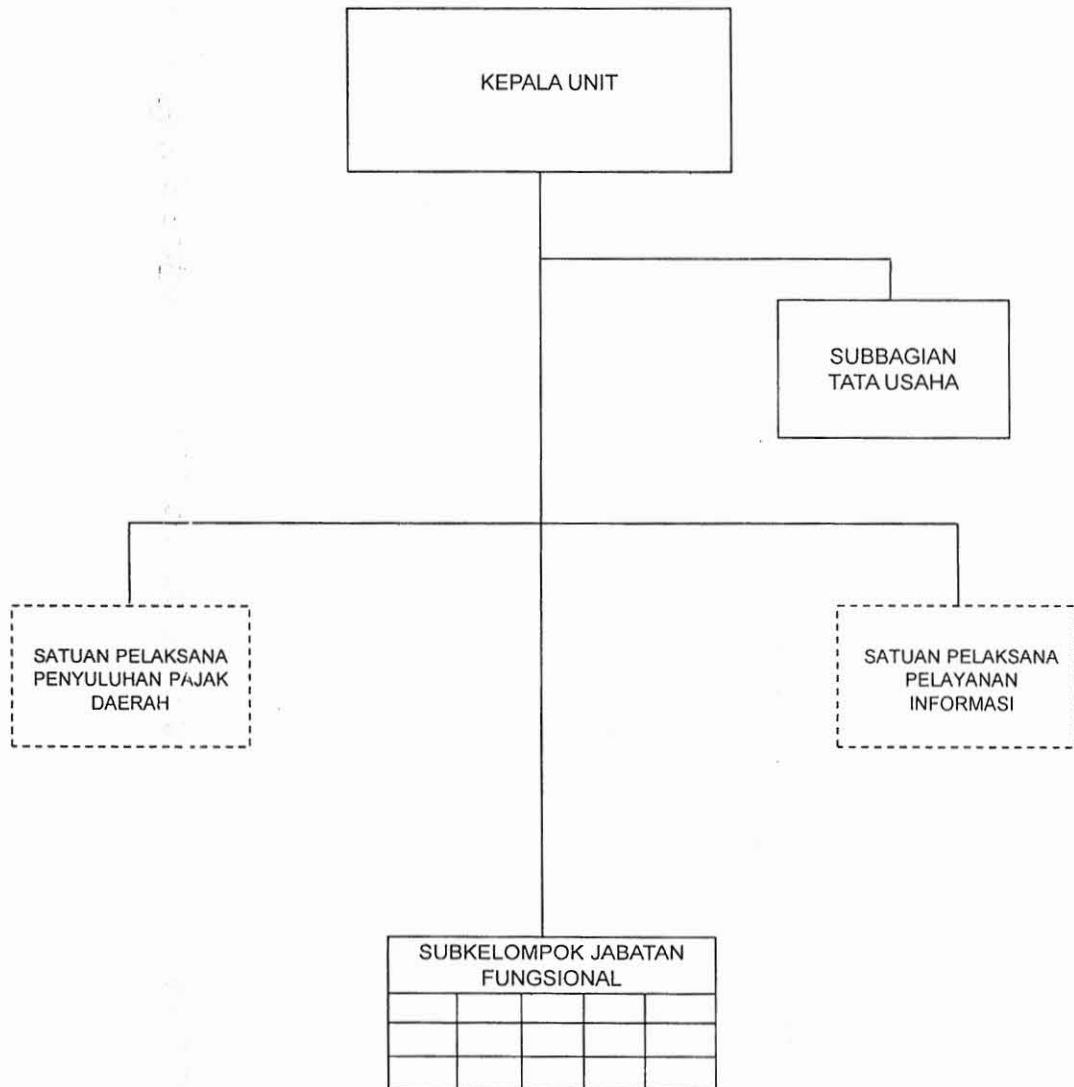 KEPALA UNIT
SUBBAGIAN
TATA USAHA
SATUAN PELAKSANA
PENYULUHAN PAJAK
DAERAH
SATUAN PELAKSANA
PELAYANAN
INFORMASI
SUBKELOMPOK JABATAN
FUNGSIONAL